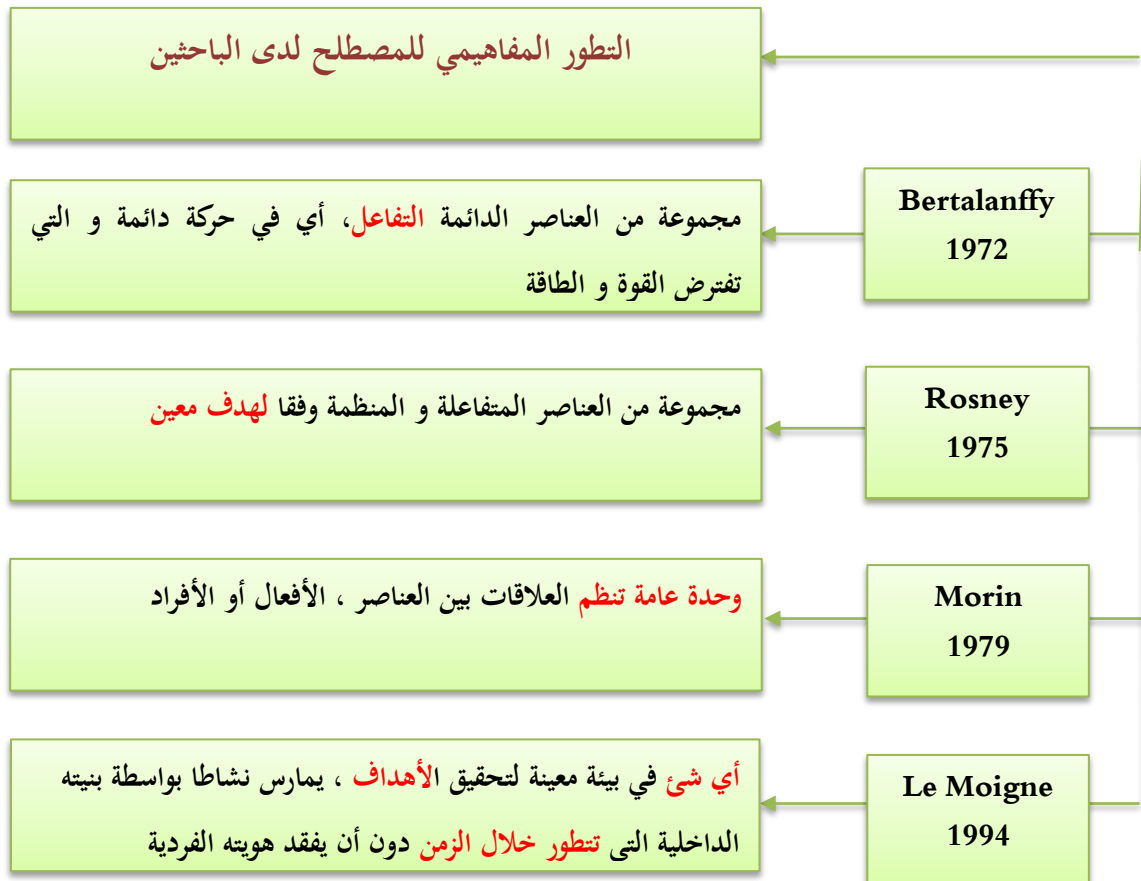 التطور المفاهيمي للمصطلح لدى الباحثين
Bertalanffy
1972
مجموعة من العناصر الدائمة التفاعل، أي في حركة دائمة و التي
تفترض القوة و الطاقة
Rosney
1975
مجموعة من العناصر المتفاعلة و المنظمة وفقا لهدف معين
Morin
1979
وحدة عامة تنظم العلاقات بين العناصر ، الأفعال أو الأفراد
Le Moigne
1994
أي شئ في بيئة معينة لتحقيق الأهداف ، يمارس نشاطا بواسطة بنيته
الداخلية التى تتطور خلال الزمن دون أن يفقد هويته الفردية